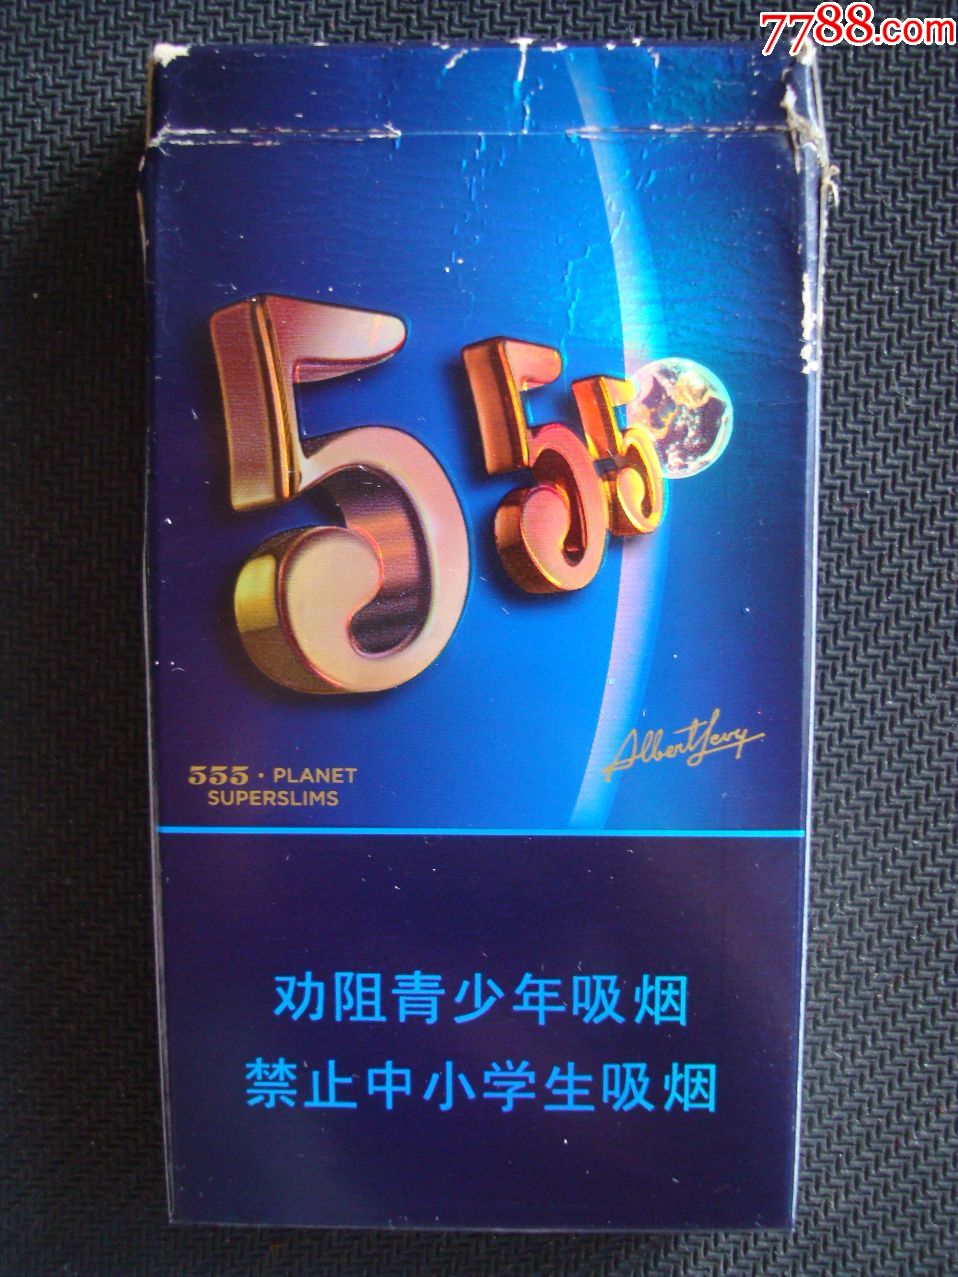 7788.com
555
Albert Levy
555 · PLANET
SUPERSLIMS
劝阻青少年吸烟
禁止中小学生吸烟